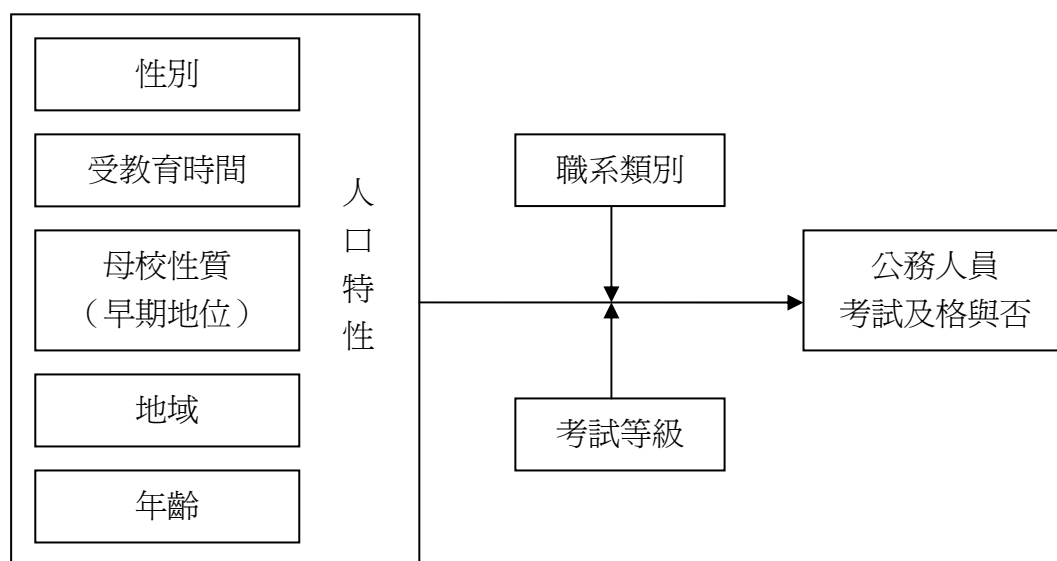 性別
受教育時間
母校性質
（早期地位）
地域
年齡
人口特性
職系類別
考試等級
公務人員
考試及格與否